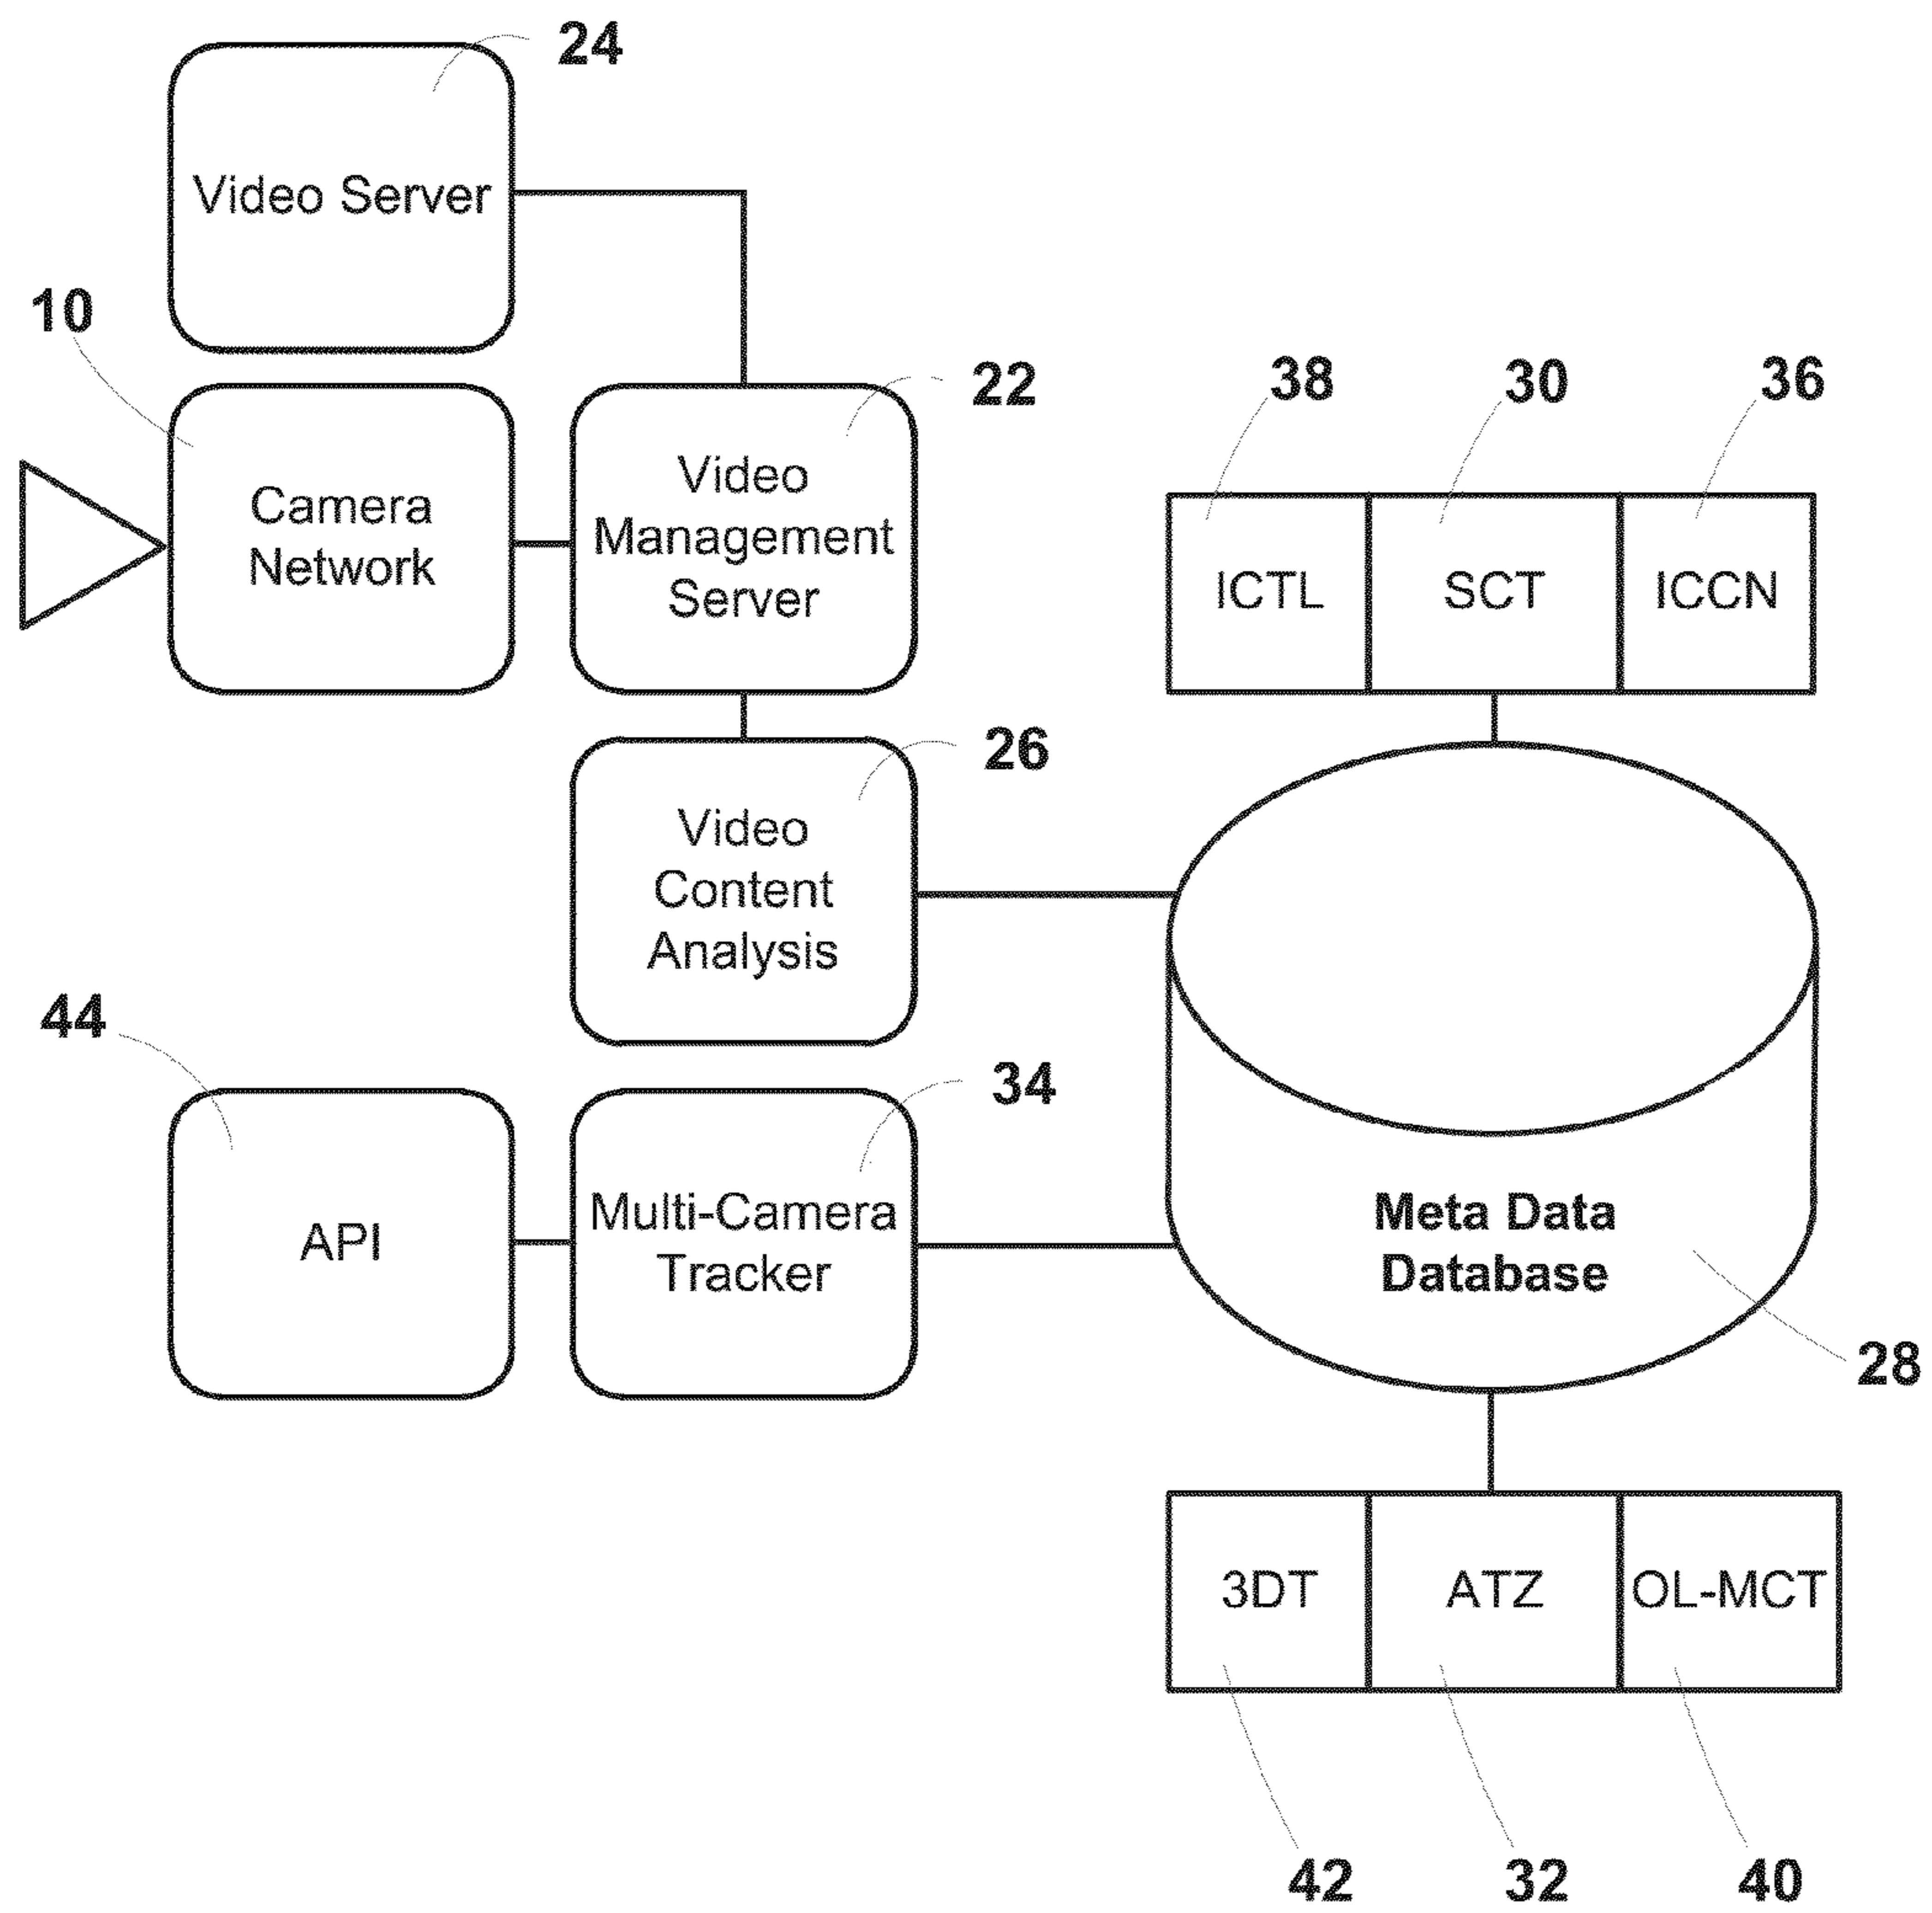 24
Video Server
10
22
38
30
36
Camera
Network
Video
Management
Server
ICTL
SCT
ICCN
26
Video
Content
Analysis
44
34
API
Multi-Camera
Tracker
Meta Data
Database
28
3DT
ATZ
OL-MCT
42
32
40